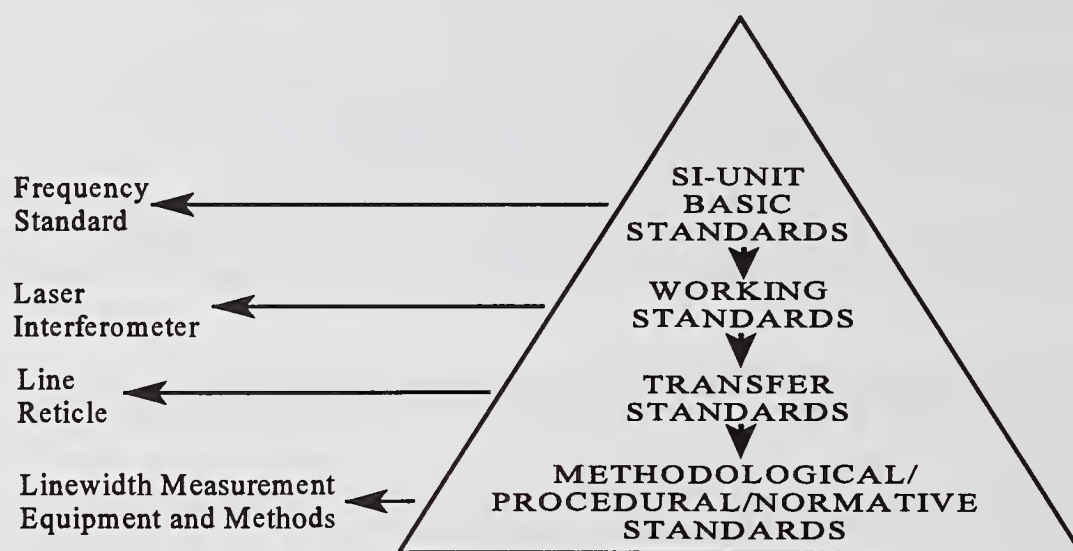 Frequency
Standard
SI-UNIT
BASIC
STANDARDS
Laser
Interferometer
WORKING
STANDARDS
Line
Reticle
TRANSFER
STANDARDS
Linewidth Measurement
Equipment and Methods
METHODOLOGICAL/
PROCEDURAL/NORMATIVE
STANDARDS